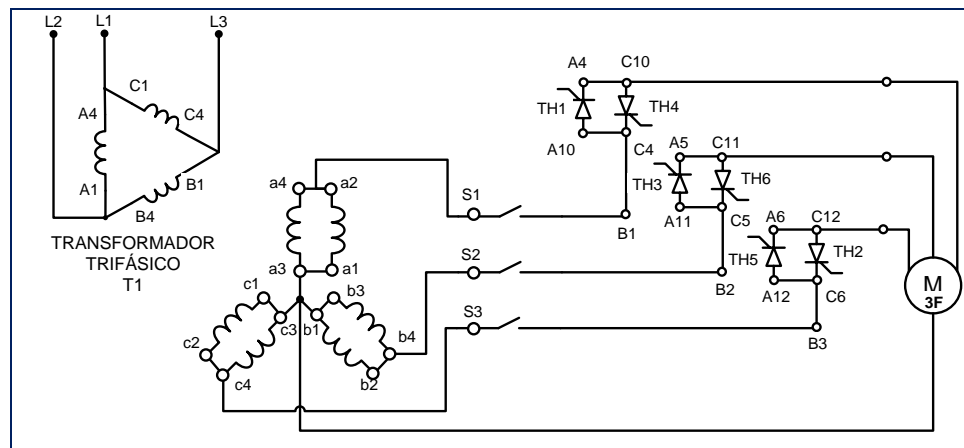 L2 L1 L3
C1
A4 C4
A1 B1
B4
TRANSFORMADOR
TRIFÁSICO
T1
a4 a2
a3 a1
c1 b3
c3 b1
c2 b4
c4 b2
S1
S2
S3
A4 C10
TH1 TH4
A10 C4
B1
A5 C11
TH3 TH6
A11 C5
B2
A6 C12
TH5 TH2
A12 C6
B3
M
3F